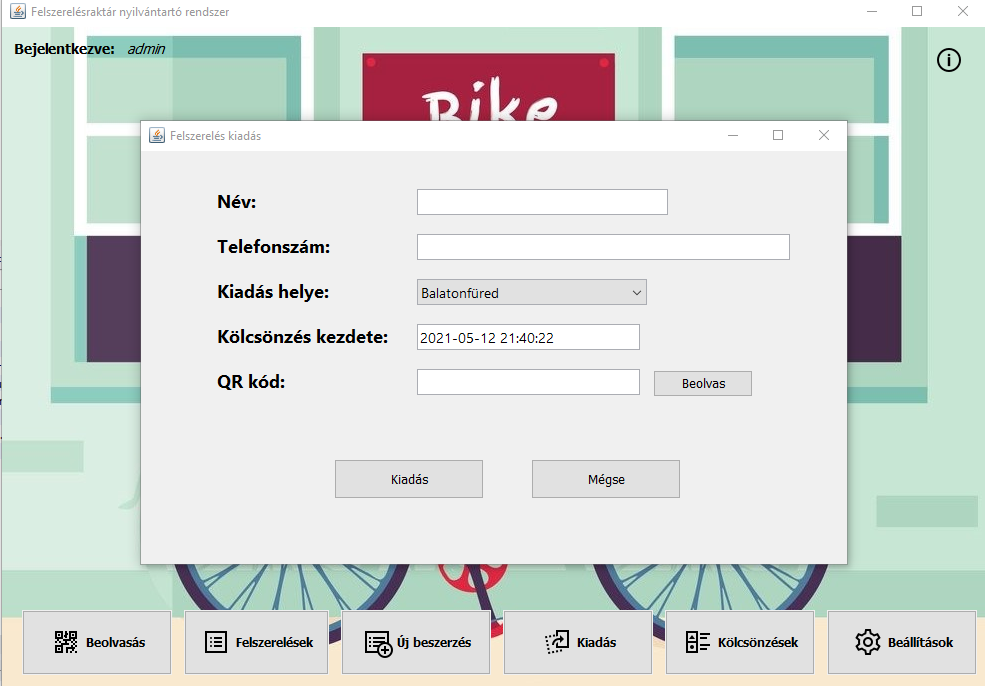 Felszerelésraktár nyilvántartó rendszer
Bejelentkezve: admin
Bike
Felszerelés kiadás
Név:
Telefonszám:
Kiadás helye: Balatonfüred
Kölcsönzés kezdete: 2021-05-12 21:40:22
QR kód: Beolvas
Kiadás Mégse
Beolvasás Felszerelések Új beszerzés Kiadás Kölcsönzések Beállítások